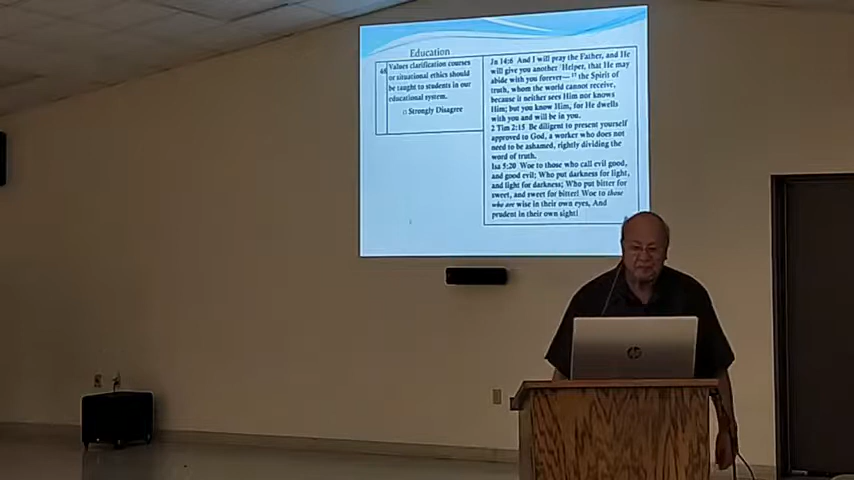 Education
68 Values clarification courses
or situational ethics should
be taught to students in our
educational system.
□ Strongly Disagree
Jn 14:6 And I will pray the Father, and He
will give you another Helper, that He may
abide with you forever— 17 the Spirit of
truth, whom the world cannot receive,
because it neither sees Him nor knows
Him; but you know Him, for He dwells
with you and will be in you.
2 Tim 2:15 Be diligent to present yourself
approved to God, a worker who does not
need to be ashamed, rightly dividing the
word of truth.
Isa 5:20 Woe to those who call evil good,
and good evil; Who put darkness for light,
and light for darkness; Who put bitter for
sweet, and sweet for bitter! Woe to those
who are wise in their own eyes, And
prudent in their own sight!
hp